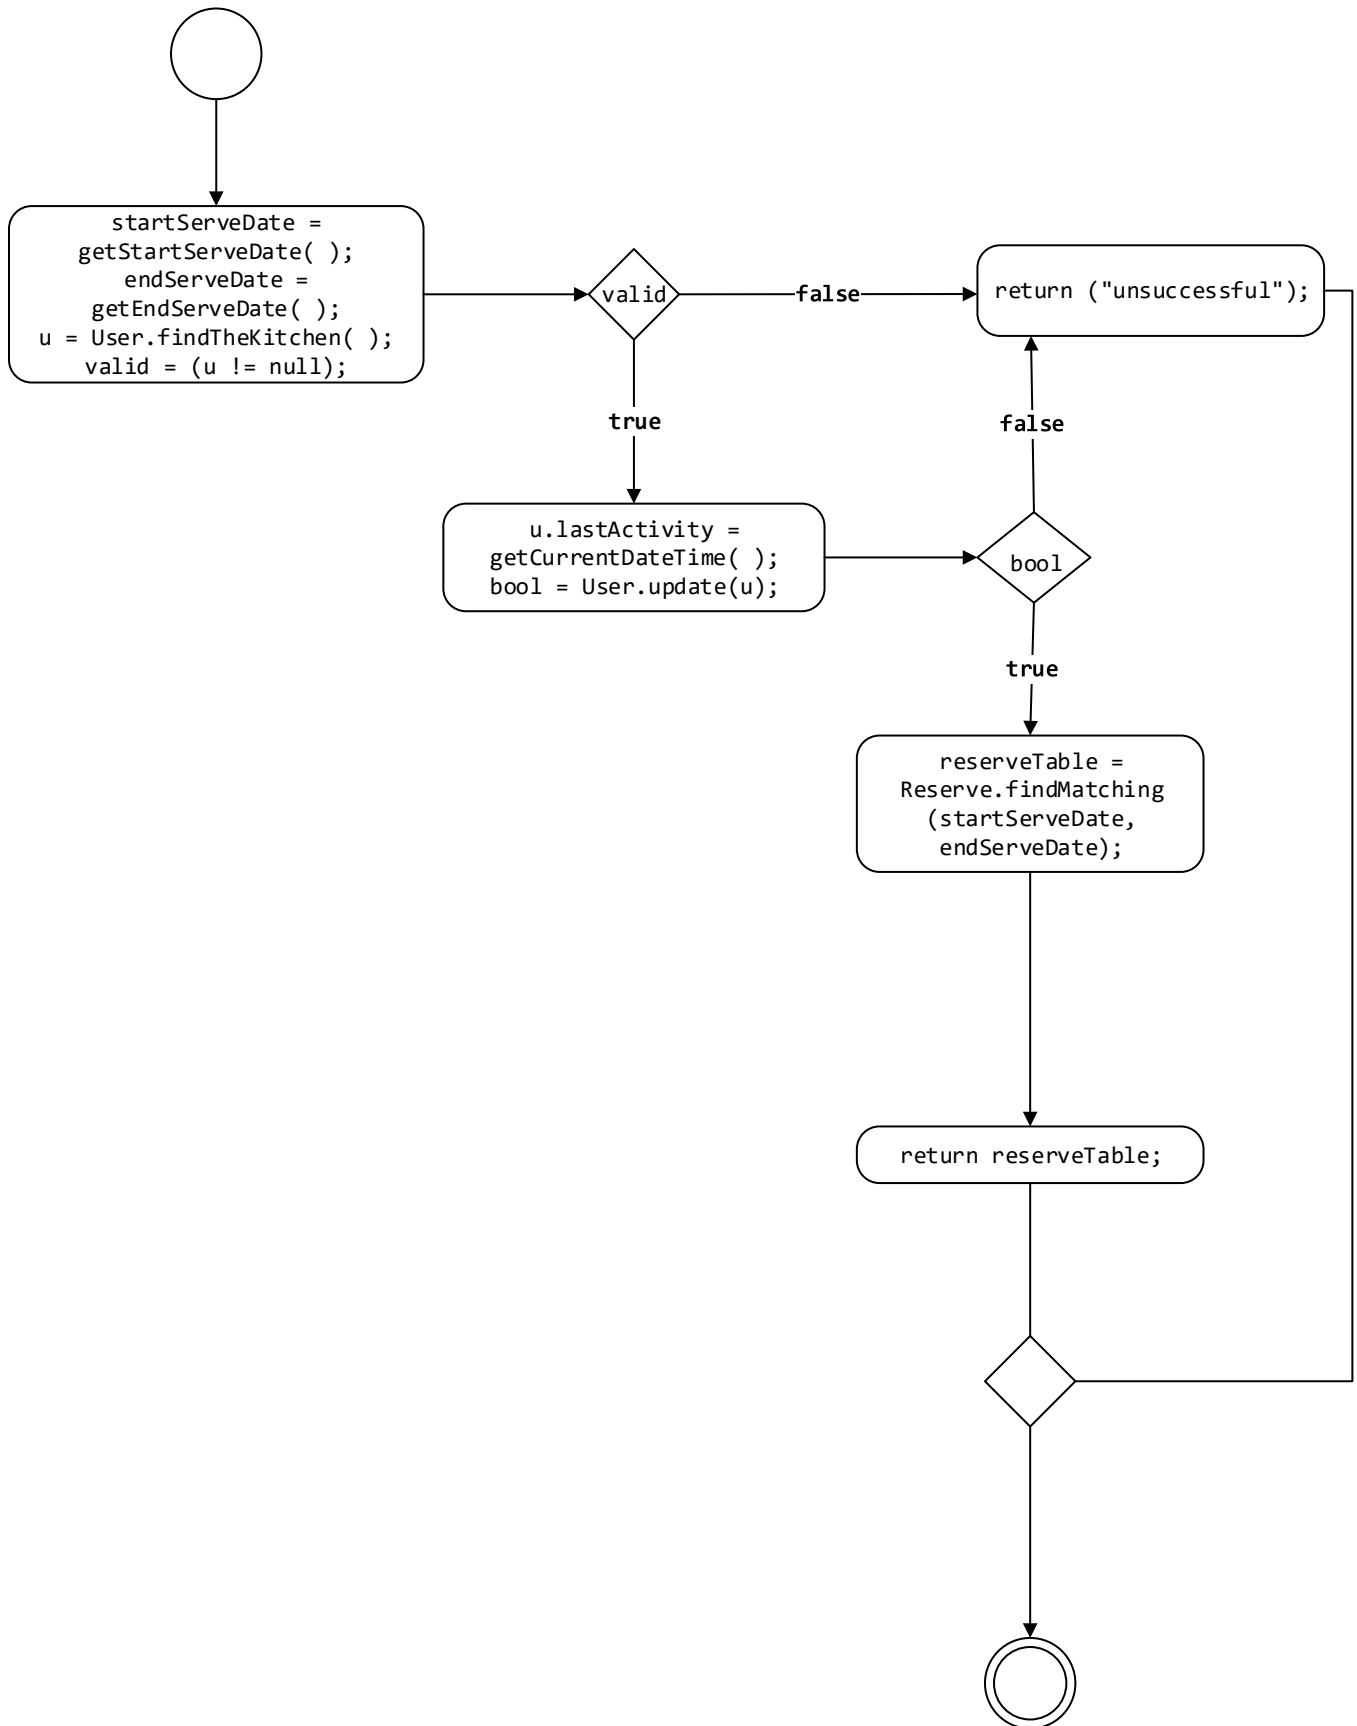 startServeDate =
getStartServeDate( );
endServeDate =
getEndServeDate( );
u = User.findTheKitchen( );
valid = (u != null);
valid
false
return ("unsuccessful");
true
false
u.lastActivity =
getCurrentDateTime( );
bool = User.update(u);
bool
true
reserveTable =
Reserve.findMatching
(startServeDate,
endServeDate);
return reserveTable;